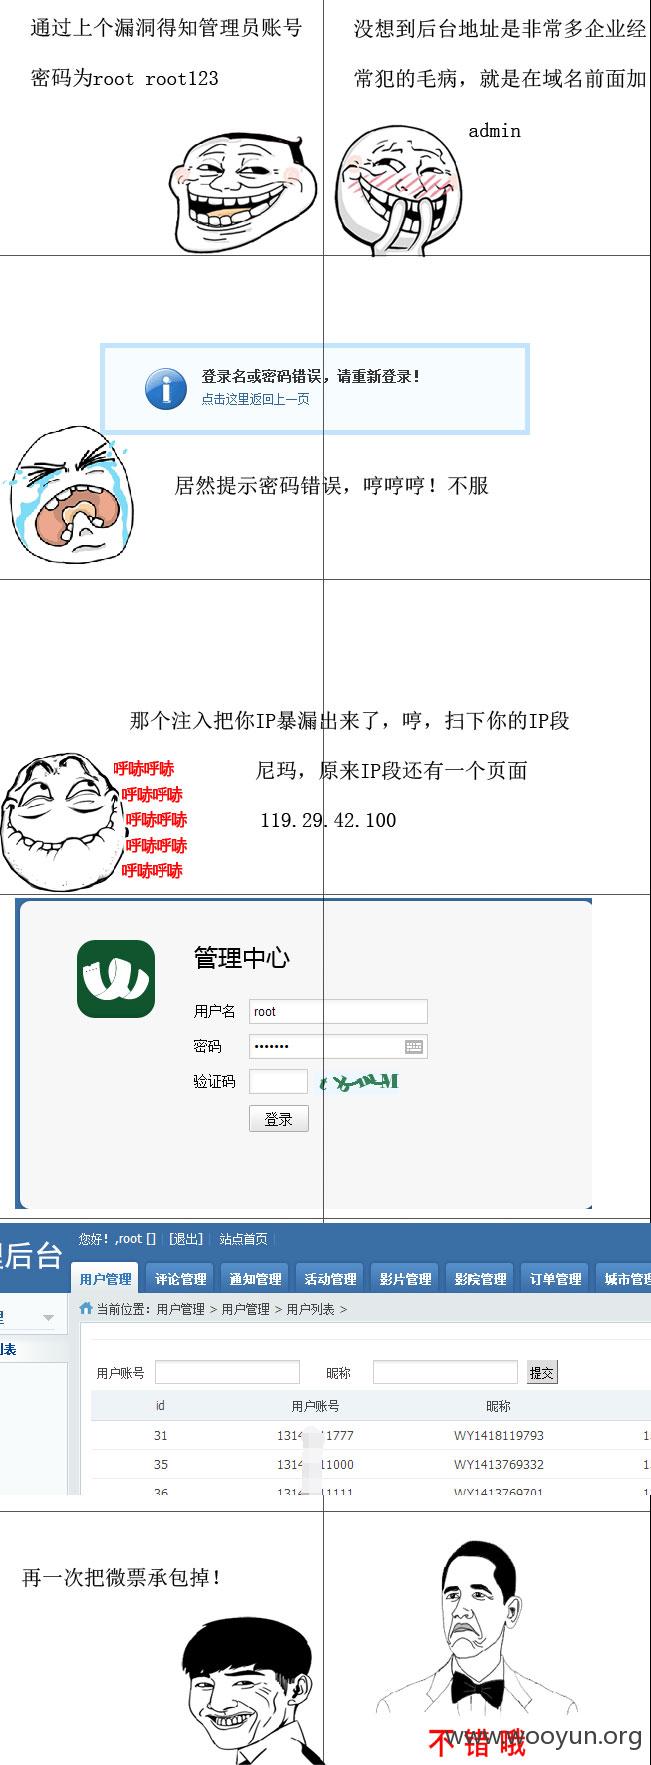 通过上个漏洞得知管理员账号
密码为root root123
没想到后台地址是非常多企业经
常犯的毛病，就是在域名前面加
admin
登录名或密码错误，请重新登录！
点击这里返回上一页
居然提示密码错误，哼哼哼！不服
那个注入把你IP暴漏出来了，哼，扫下你的IP段
尼玛，原来IP段还有一个页面
119.29.42.100
呼哧呼哧
呼哧呼哧
呼哧呼哧
呼哧呼哧
呼哧呼哧
管理中心
用户名 root
密码 •••••••
验证码
登录
理后台
您好！,root [] [退出] 站点首页
用户管理 评论管理 通知管理 活动管理 影片管理 影院管理 订单管理 城市管理
当前位置：用户管理 > 用户管理 > 用户列表 >
列表
用户账号 昵称 提交
id 用户账号 昵称
31 1314 1777 WY1418119793
35 1314 11000 WY1413769332
36 1314 11111 WY1413769701
再一次把微票承包掉！
不错哦
www.wooyun.org